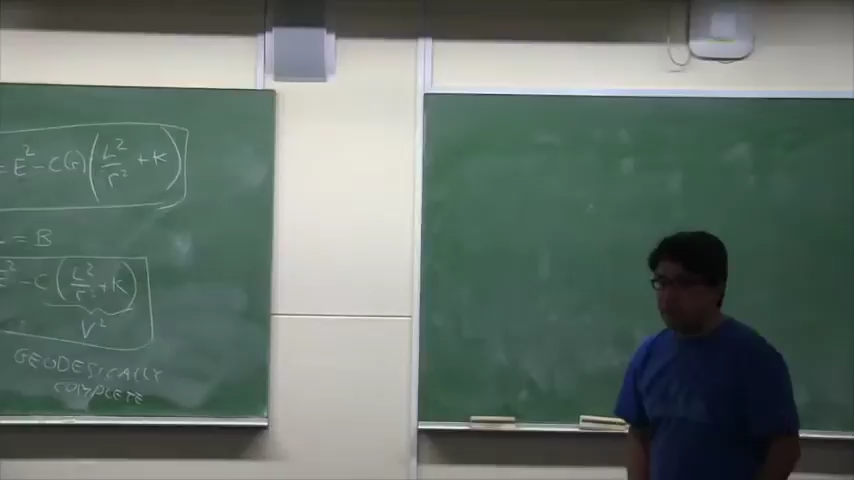 = E² - C(r) (L²/r² + K)
L = B
E² - C (L²/r² + K)
V²
GEODESICALLY
COMPLETE